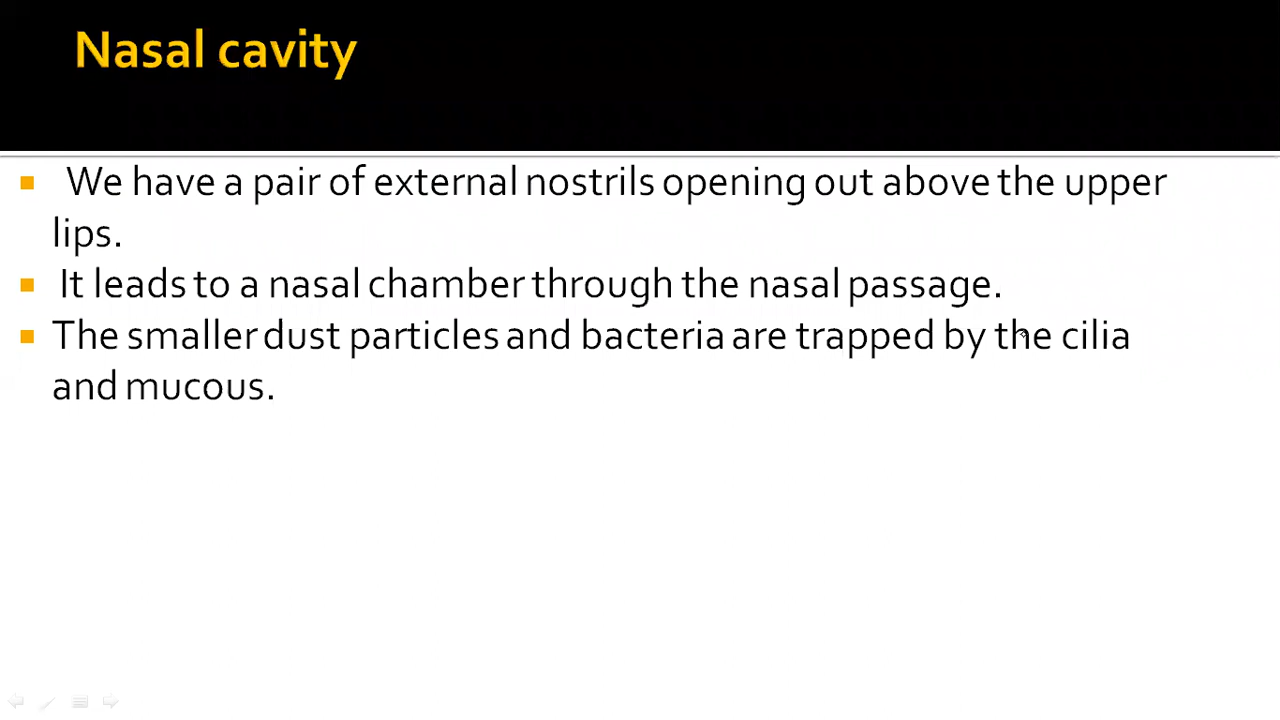 Nasal cavity
We have a pair of external nostrils opening out above the upper
lips.
It leads to a nasal chamber through the nasal passage.
The smaller dust particles and bacteria are trapped by the cilia
and mucous.